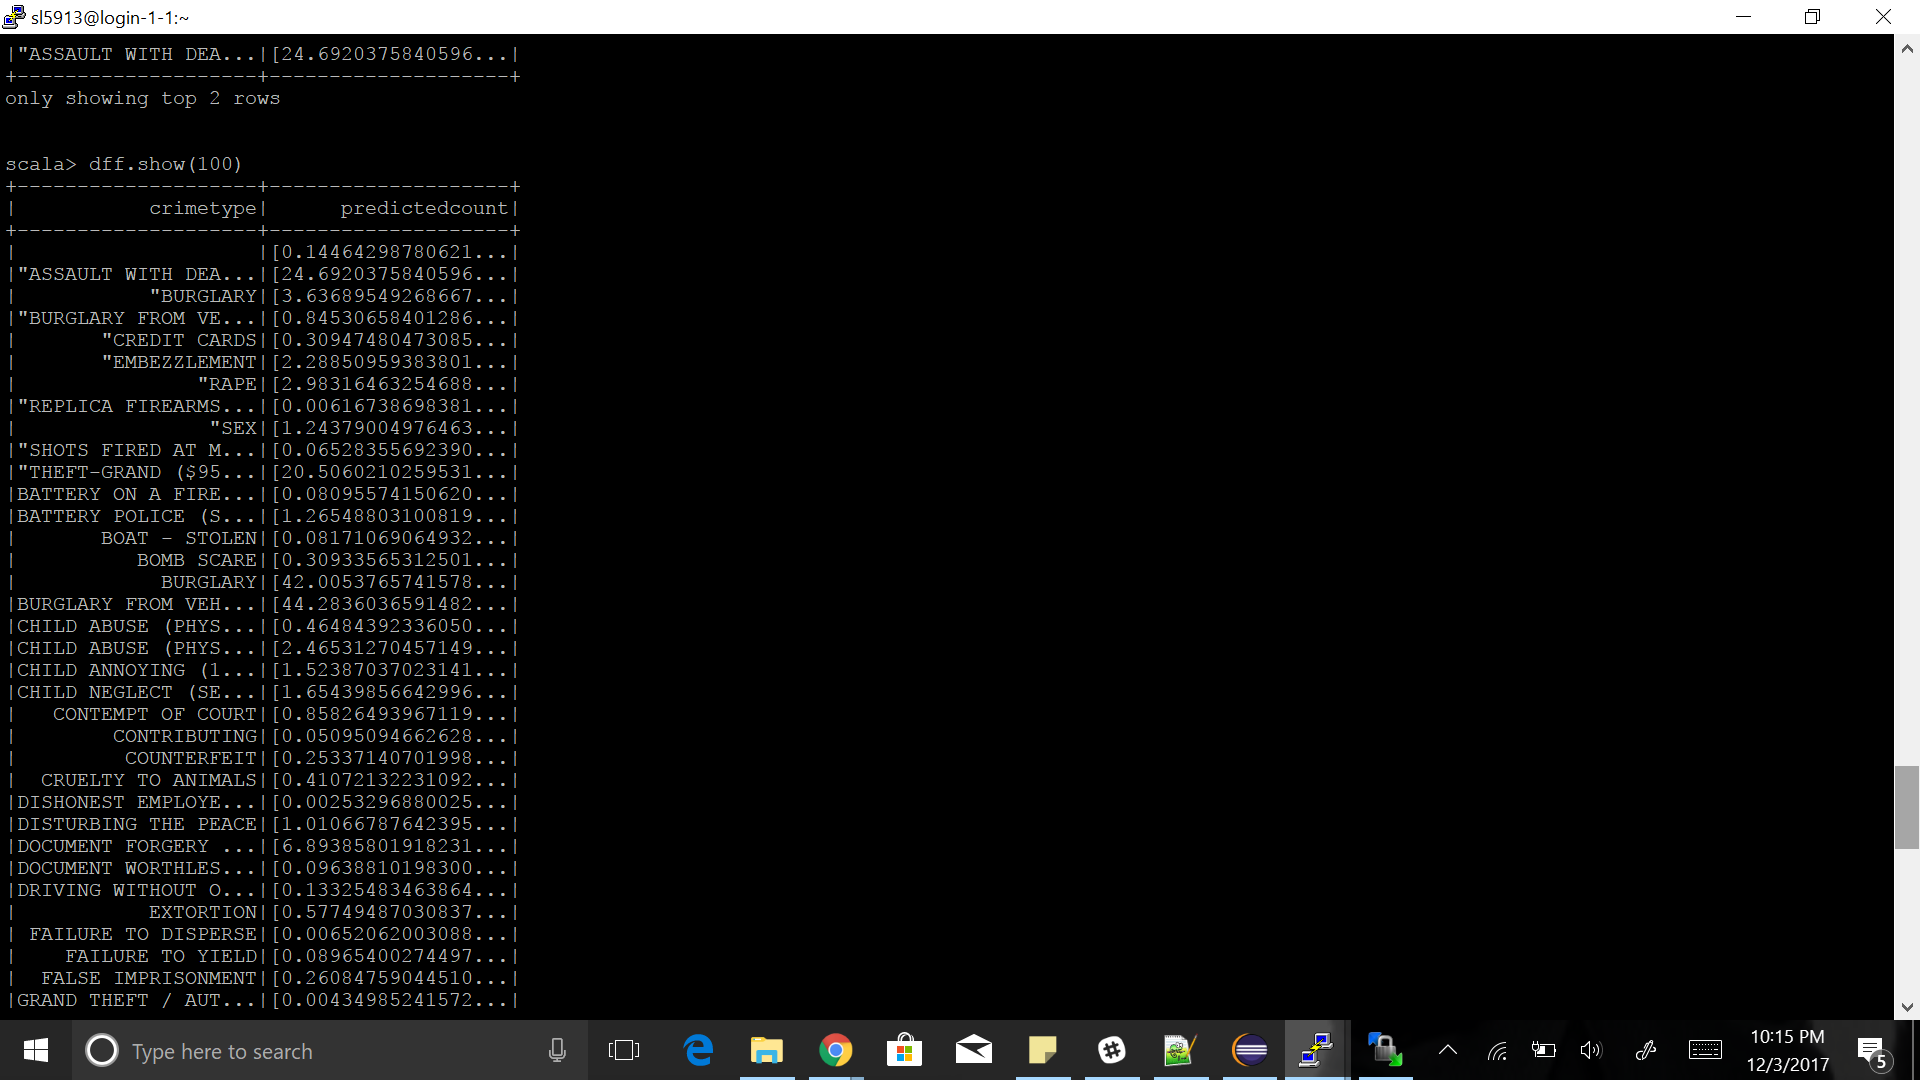 sl5913@login-1-1:~
|"ASSAULT WITH DEA...|[24.6920375840596...|
+--------------------+--------------------+
only showing top 2 rows
scala> dff.show(100)
+--------------------+--------------------+
|           crimetype|      predictedcount|
+--------------------+--------------------+
|                    |[0.14464298780621...|
|"ASSAULT WITH DEA...|[24.6920375840596...|
|           "BURGLARY|[3.63689549268667...|
|"BURGLARY FROM VE...|[0.84530658401286...|
|       "CREDIT CARDS|[0.30947480473085...|
|       "EMBEZZLEMENT|[2.28850959383801...|
|               "RAPE|[2.98316463254688...|
|"REPLICA FIREARMS...|[0.00616738698381...|
|                "SEX|[1.24379004976463...|
|"SHOTS FIRED AT M...|[0.06528355692390...|
|"THEFT-GRAND ($95...|[20.5060210259531...|
|BATTERY ON A FIRE...|[0.08095574150620...|
|BATTERY POLICE (S...|[1.26548803100819...|
|       BOAT - STOLEN|[0.08171069064932...|
|          BOMB SCARE|[0.30933565312501...|
|            BURGLARY|[42.0053765741578...|
|BURGLARY FROM VEH...|[44.2836036591482...|
|CHILD ABUSE (PHYS...|[0.46484392336050...|
|CHILD ABUSE (PHYS...|[2.46531270457149...|
|CHILD ANNOYING (1...|[1.52387037023141...|
|CHILD NEGLECT (SE...|[1.65439856642996...|
|   CONTEMPT OF COURT|[0.85826493967119...|
|        CONTRIBUTING|[0.05095094662628...|
|         COUNTERFEIT|[0.25337140701998...|
|  CRUELTY TO ANIMALS|[0.41072132231092...|
|DISHONEST EMPLOYE...|[0.00253296880025...|
|DISTURBING THE PEACE|[1.01066787642395...|
|DOCUMENT FORGERY ...|[6.89385801918231...|
|DOCUMENT WORTHLES...|[0.09638810198300...|
|DRIVING WITHOUT O...|[0.13325483463864...|
|           EXTORTION|[0.57749487030837...|
| FAILURE TO DISPERSE|[0.00652062003088...|
|    FAILURE TO YIELD|[0.08965400274497...|
|  FALSE IMPRISONMENT|[0.26084759044510...|
|GRAND THEFT / AUT...|[0.00434985241572...|
Type here to search
10:15 PM
12/3/2017
5